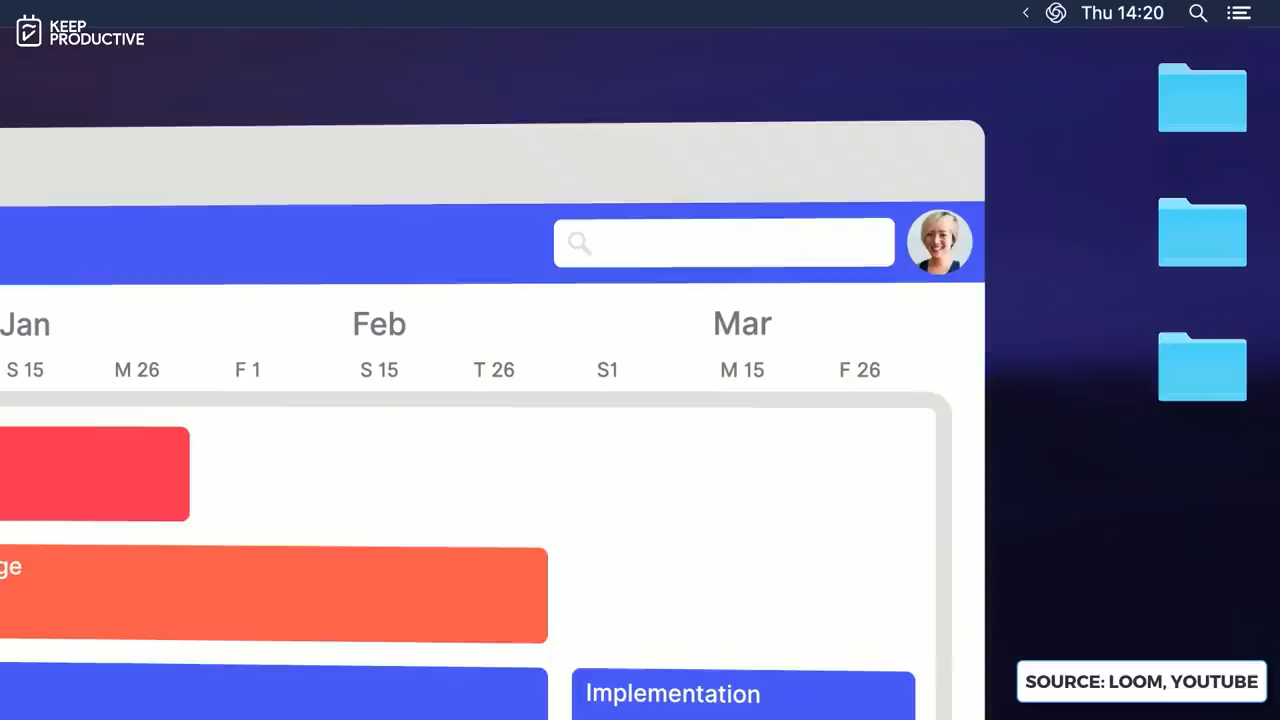 KEEP
PRODUCTIVE
Thu 14:20
Jan
Feb
Mar
S 15
M 26
F 1
S 15
T 26
S1
M 15
F 26
ge
Implementation
SOURCE: LOOM, YOUTUBE